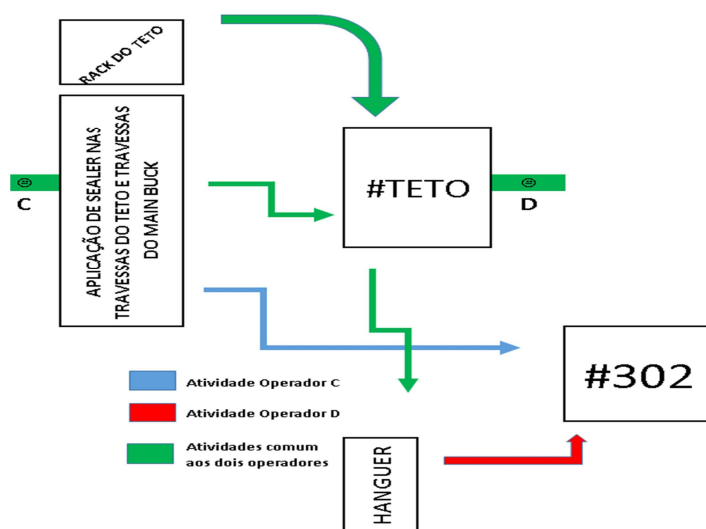 RACK DO TETO
APLICAÇÃO DE SEALER NAS
TRAVESSAS DO TETO E TRAVESSAS
DO MAIN BUCK
C
#TETO
D
#302
Atividade Operador C
Atividade Operador D
Atividades comum
aos dois operadores
HANGUER